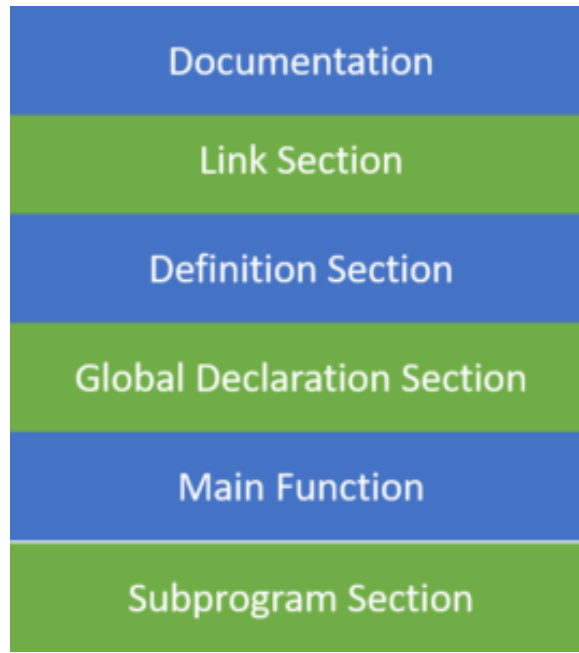 Documentation
Link Section
Definition Section
Global Declaration Section
Main Function
Subprogram Section